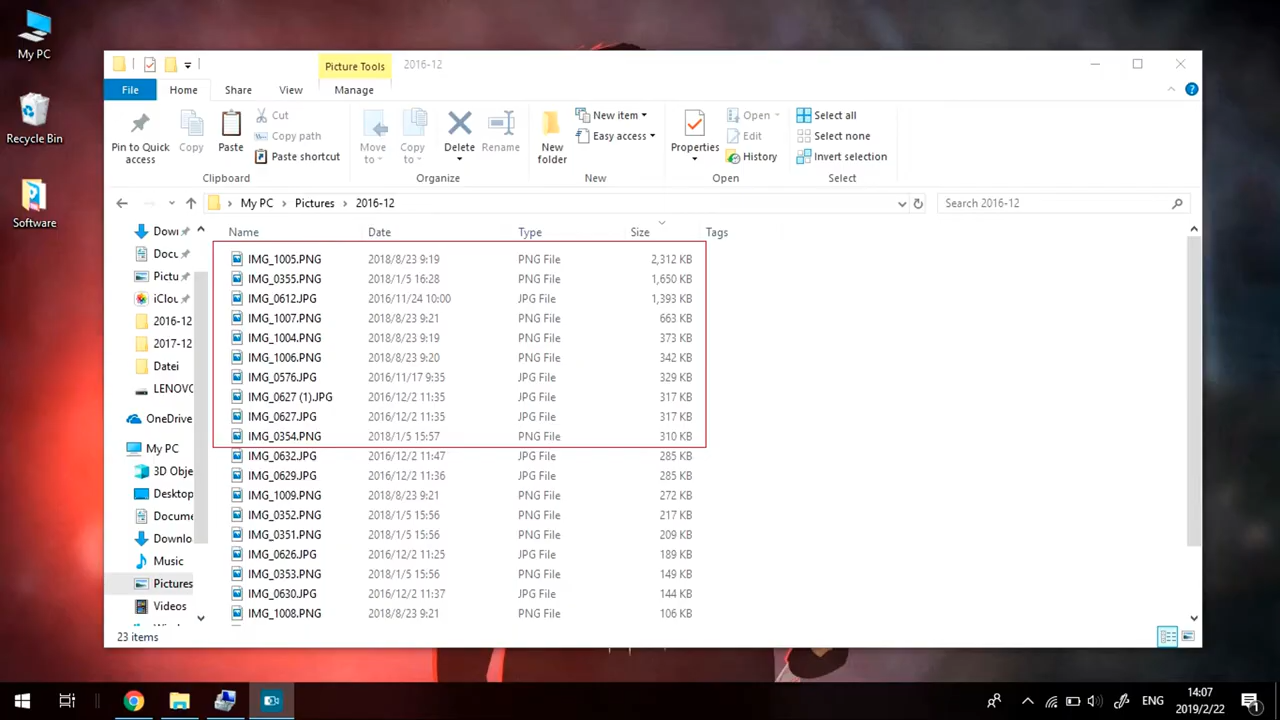 My PC
Recycle Bin
Software
Picture Tools 2016-12
File Home Share View Manage
Pin to Quick access
Copy
Paste
Cut
Copy path
Paste shortcut
Clipboard
Move to
Copy to
Delete
Rename
Organize
New folder
New item
Easy access
New
Properties
Open
Edit
History
Open
Select all
Select none
Invert selection
Select
My PC > Pictures > 2016-12
Search 2016-12
Dowi
Docu
Pictu
iClou
2016-12
2017-12
Datei
LENOVO
OneDrive
My PC
3D Obje
Desktop
Docume
Downlo
Music
Pictures
Videos
Name Date Type Size Tags
IMG_1005.PNG 2018/8/23 9:19 PNG File 2,312 KB
IMG_0355.PNG 2018/1/5 16:28 PNG File 1,650 KB
IMG_0612.JPG 2016/11/24 10:00 JPG File 1,393 KB
IMG_1007.PNG 2018/8/23 9:21 PNG File 663 KB
IMG_1004.PNG 2018/8/23 9:19 PNG File 373 KB
IMG_1006.PNG 2018/8/23 9:20 PNG File 342 KB
IMG_0576.JPG 2016/11/17 9:35 JPG File 329 KB
IMG_0627 (1).JPG 2016/12/2 11:35 JPG File 317 KB
IMG_0627.JPG 2016/12/2 11:35 JPG File 317 KB
IMG_0354.PNG 2018/1/5 15:57 PNG File 310 KB
IMG_0632.JPG 2016/12/2 11:47 JPG File 285 KB
IMG_0629.JPG 2016/12/2 11:36 JPG File 285 KB
IMG_1009.PNG 2018/8/23 9:21 PNG File 272 KB
IMG_0352.PNG 2018/1/5 15:56 PNG File 217 KB
IMG_0351.PNG 2018/1/5 15:56 PNG File 209 KB
IMG_0626.JPG 2016/12/2 11:25 JPG File 189 KB
IMG_0353.PNG 2018/1/5 15:56 PNG File 149 KB
IMG_0630.JPG 2016/12/2 11:37 JPG File 144 KB
IMG_1008.PNG 2018/8/23 9:21 PNG File 106 KB
23 items
ENG
14:07
2019/2/22
1